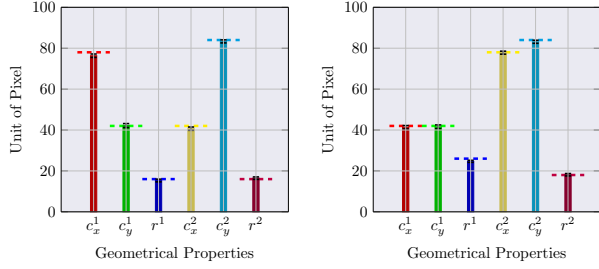 100
80
60
40
20
0
Unit of Pixel
c_x^1 c_y^1 r^1 c_x^2 c_y^2 r^2
Geometrical Properties
100
80
60
40
20
0
Unit of Pixel
c_x^1 c_y^1 r^1 c_x^2 c_y^2 r^2
Geometrical Properties